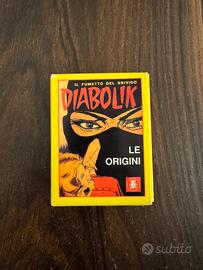 IL FUMETTO DEL BRIVIDO
DIABOLIK
LE
ORIGINI
subito